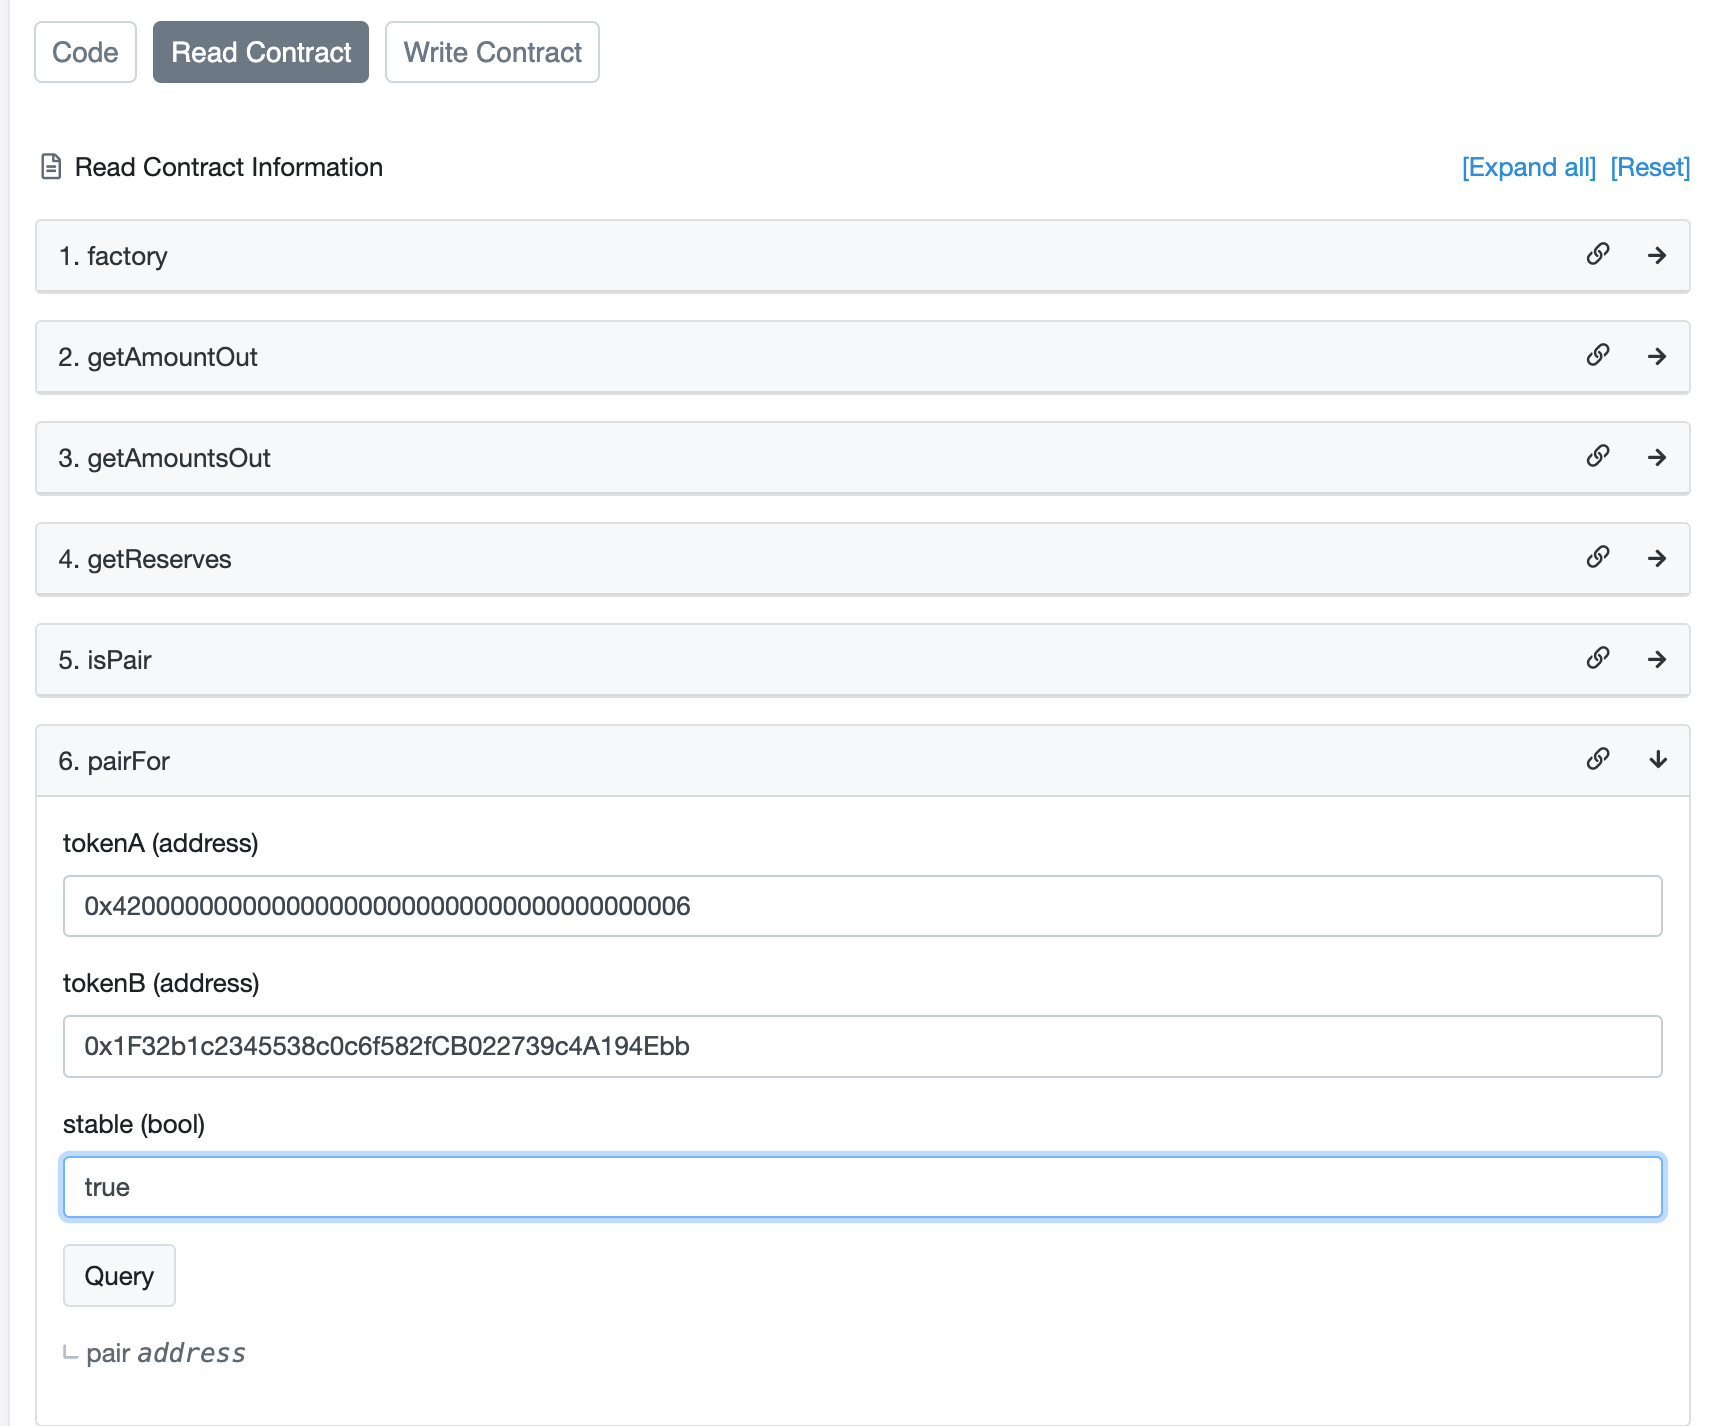 Code
Read Contract
Write Contract
Read Contract Information
[Expand all] [Reset]
1. factory
2. getAmountOut
3. getAmountsOut
4. getReserves
5. isPair
6. pairFor
tokenA (address)
0x4200000000000000000000000000000000000006
tokenB (address)
0x1F32b1c2345538c0c6f582fCB022739c4A194Ebb
stable (bool)
true
Query
pair address